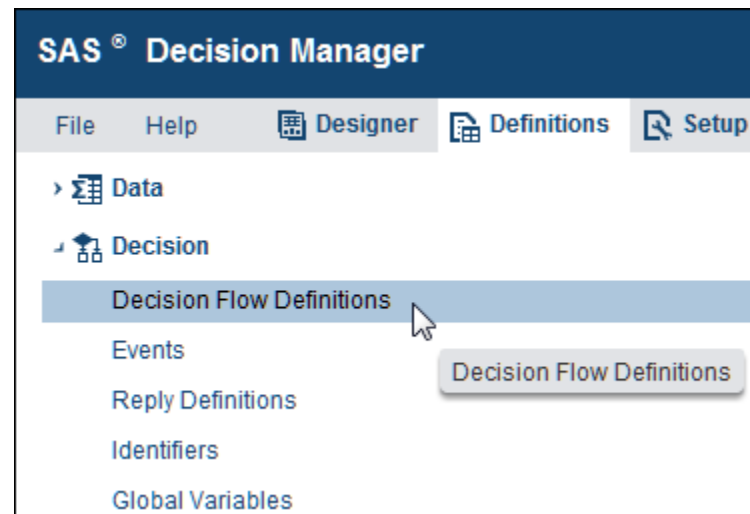 SAS ® Decision Manager
File Help Designer Definitions Setup
Data
Decision
Decision Flow Definitions
Events
Decision Flow Definitions
Reply Definitions
Identifiers
Global Variables